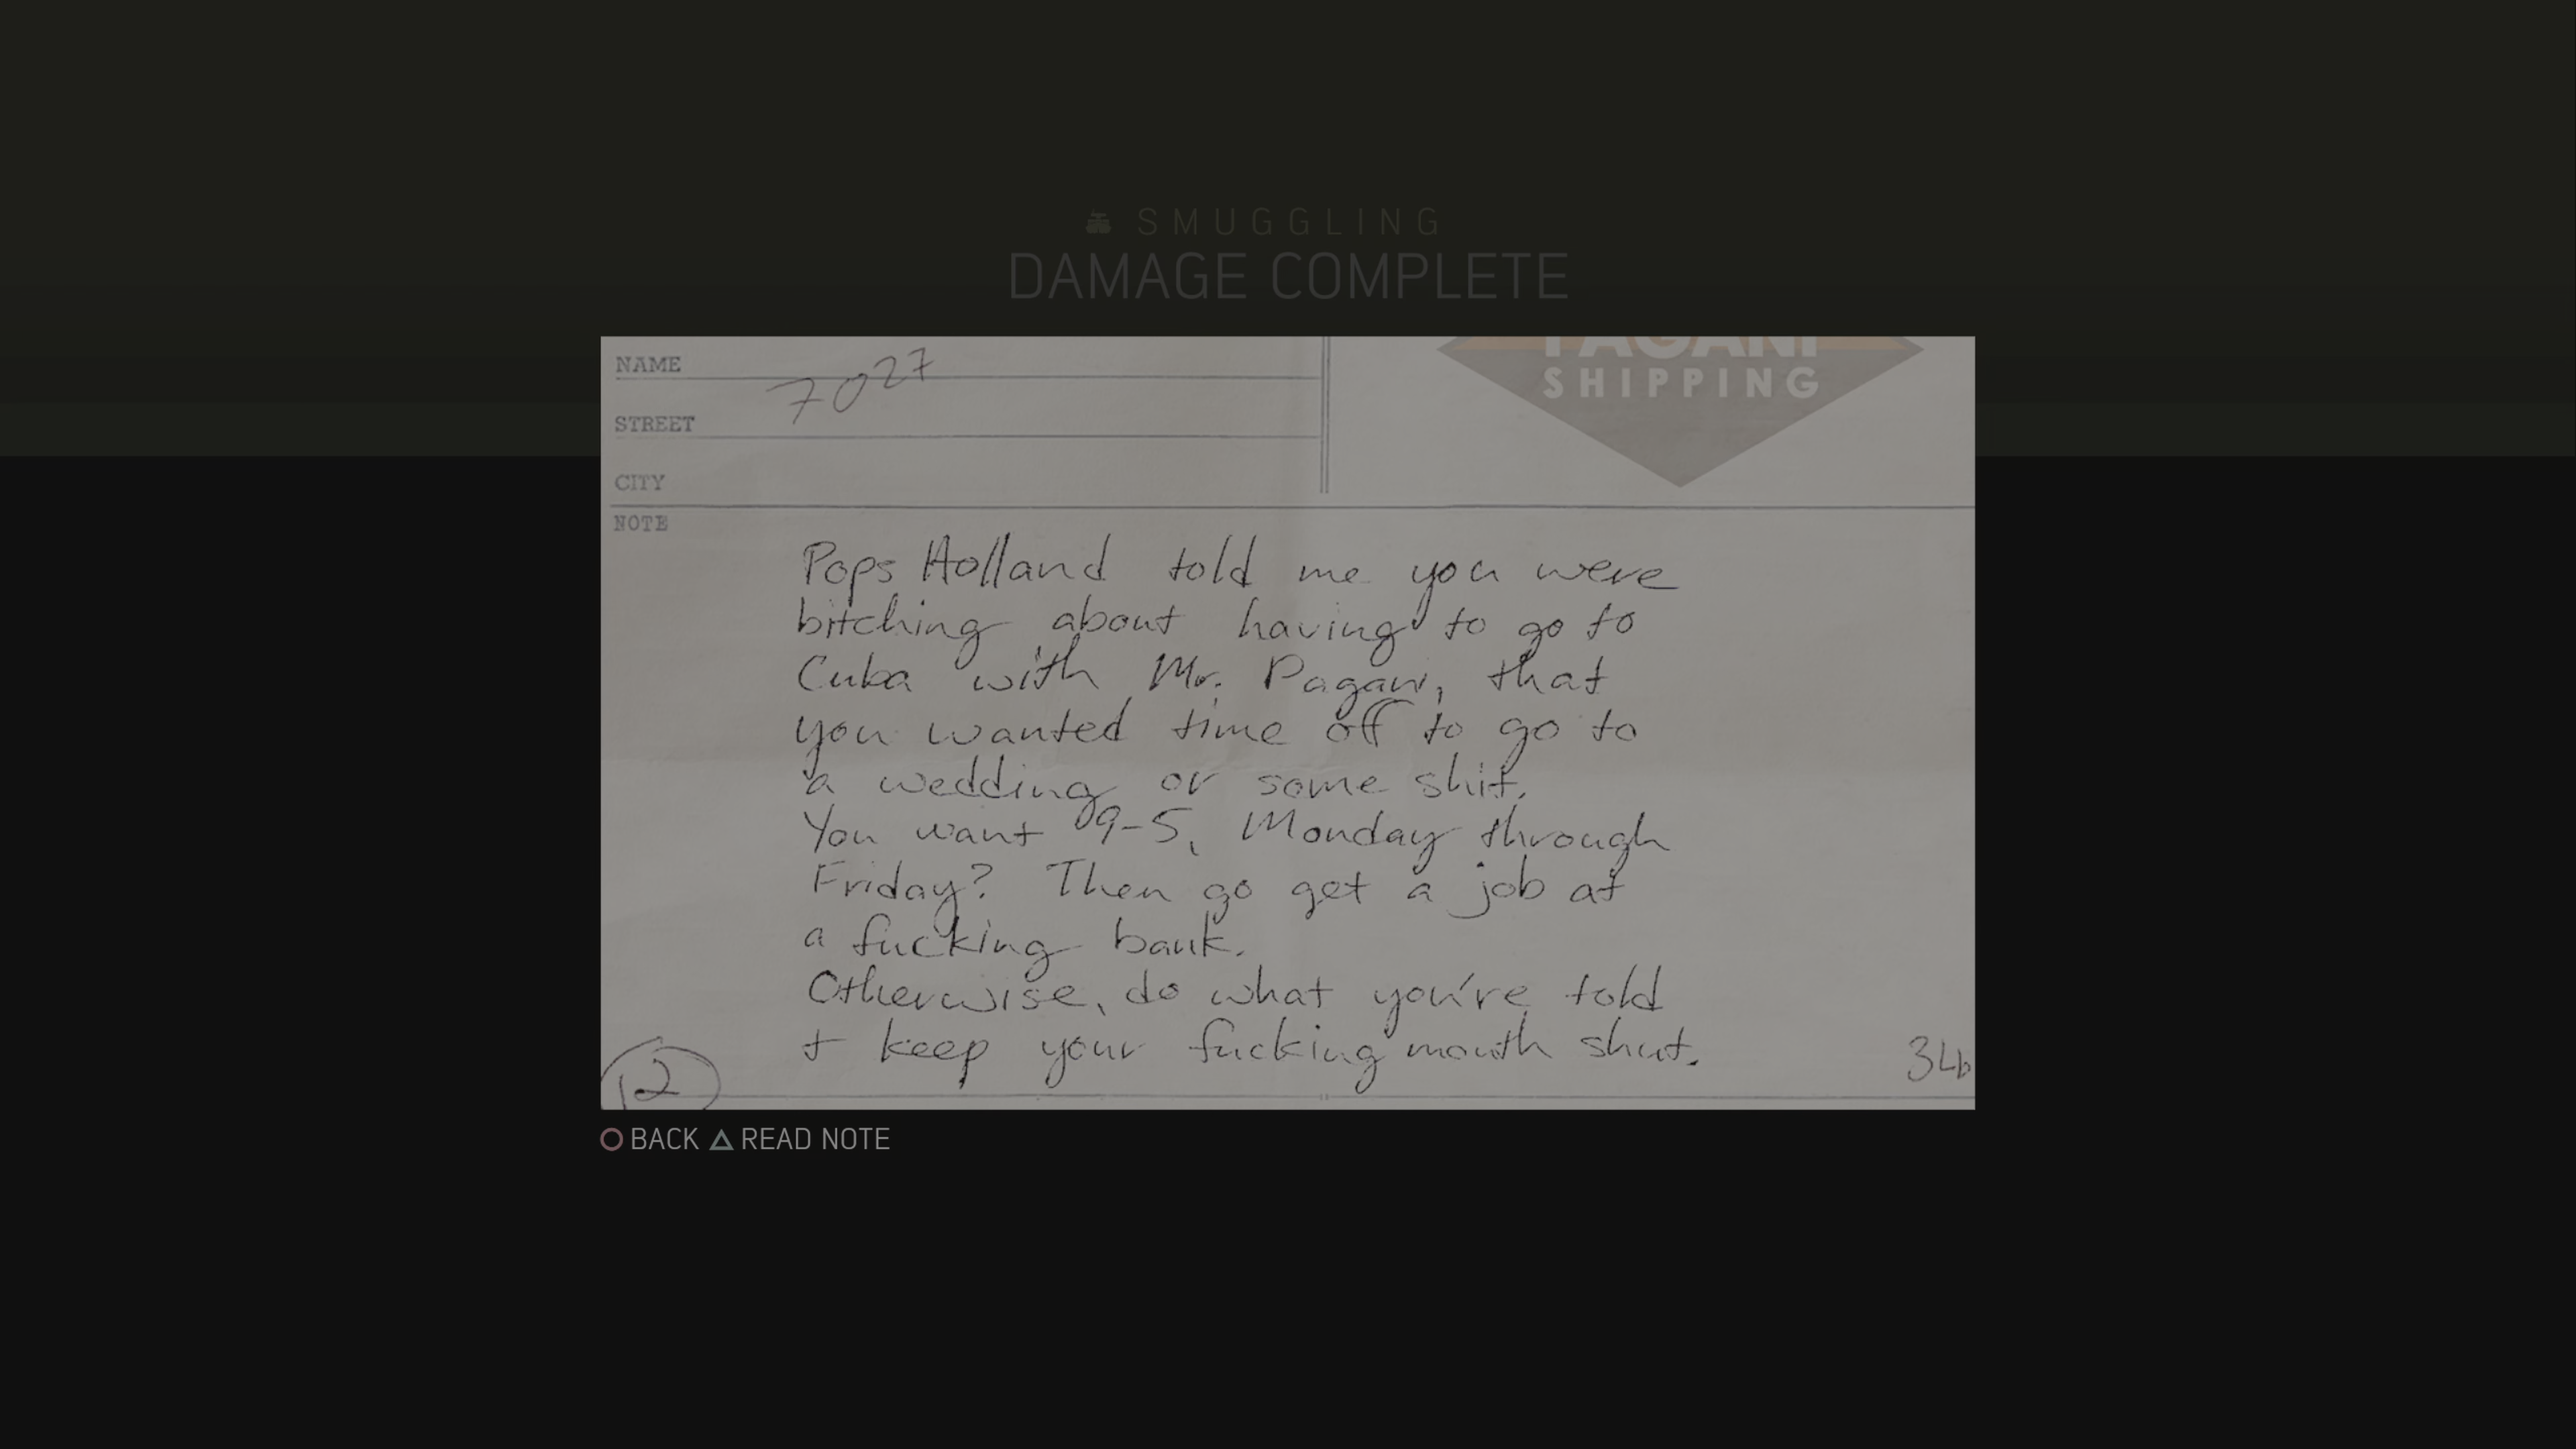 SMUGGLING
DAMAGE COMPLETE
NAME
7027
STREET
CITY
PAGANI
SHIPPING
NOTE
Pops Holland told me you were
bitching about having to go to
Cuba with Mr. Pagani, that
you wanted time off to go to
a wedding or some shit.
You want 9-5, Monday through
Friday? Then go get a job at
a fucking bank.
Otherwise, do what you're told
+ keep your fucking mouth shut.
12
34b
BACK READ NOTE